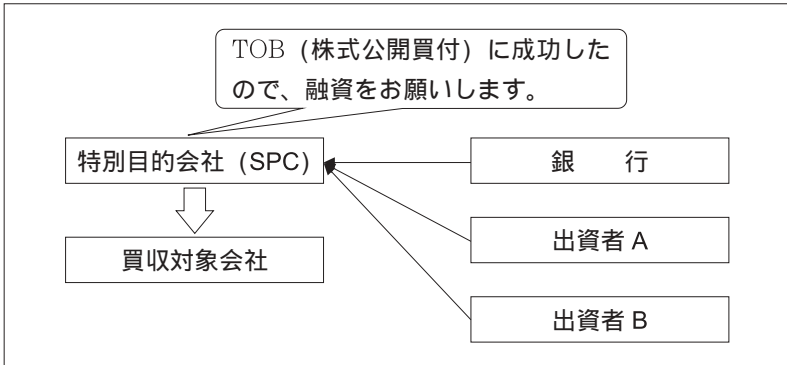 TOB (株式公開買付) に成功した
ので、融資をお願いします。
特別目的会社 (SPC)
銀　　行
買収対象会社
出資者 A
出資者 B